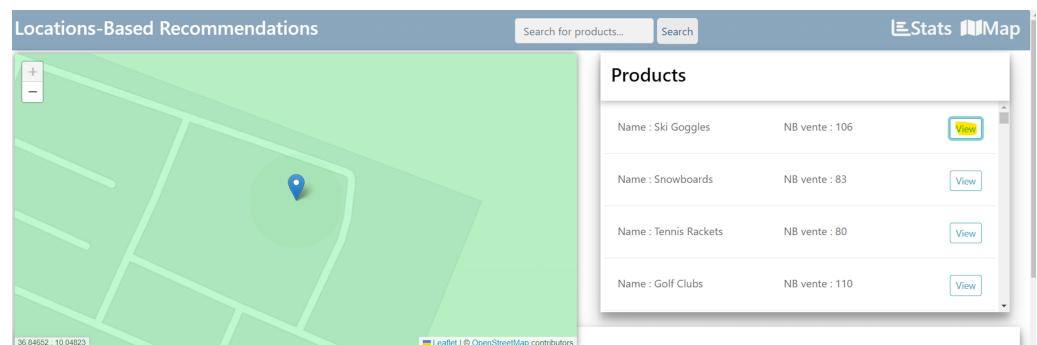 Locations-Based Recommendations
Search for products...
Search
Stats
Map
+
−
36.84652 : 10.04823
Leaflet | © OpenStreetMap contributors
Products
Name : Ski Goggles NB vente : 106 View
Name : Snowboards NB vente : 83 View
Name : Tennis Rackets NB vente : 80 View
Name : Golf Clubs NB vente : 110 View